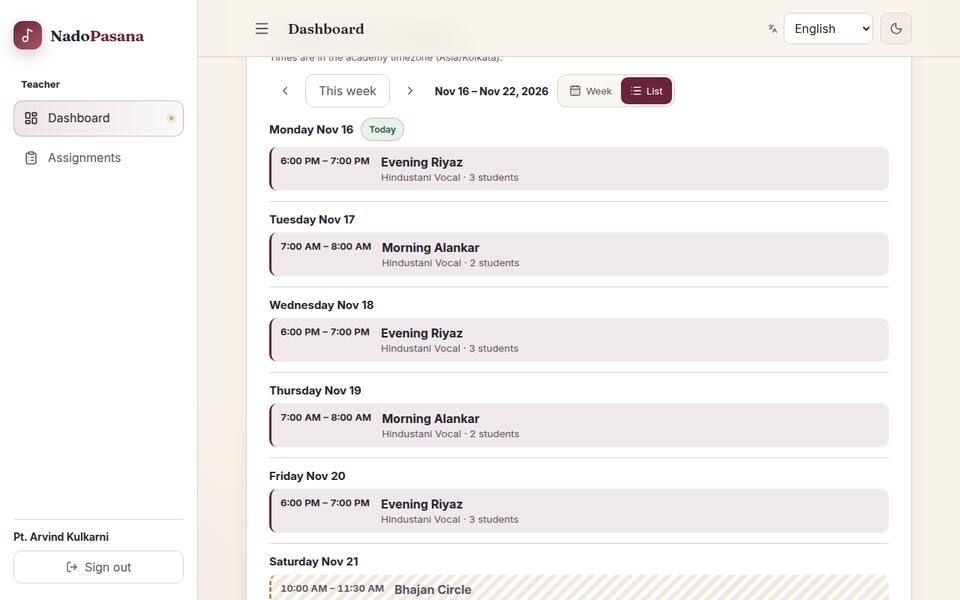 NadoPasana
Teacher
Dashboard
Assignments
Pt. Arvind Kulkarni
Sign out
Dashboard
English
Times are in the academy timezone (Asia/Kolkata).
This week
Nov 16 – Nov 22, 2026
Week
List
Monday Nov 16 Today
6:00 PM – 7:00 PM Evening Riyaz
Hindustani Vocal · 3 students
Tuesday Nov 17
7:00 AM – 8:00 AM Morning Alankar
Hindustani Vocal · 2 students
Wednesday Nov 18
6:00 PM – 7:00 PM Evening Riyaz
Hindustani Vocal · 3 students
Thursday Nov 19
7:00 AM – 8:00 AM Morning Alankar
Hindustani Vocal · 2 students
Friday Nov 20
6:00 PM – 7:00 PM Evening Riyaz
Hindustani Vocal · 3 students
Saturday Nov 21
10:00 AM – 11:30 AM Bhajan Circle